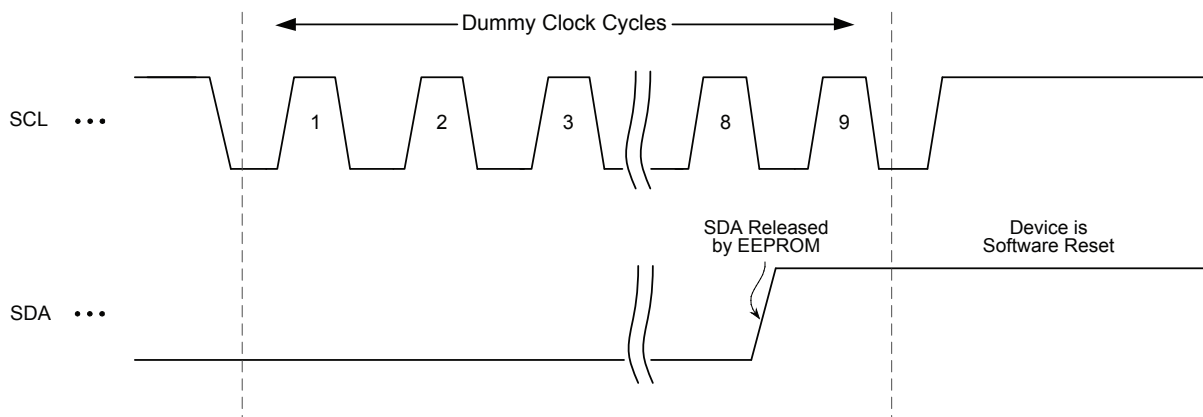 Dummy Clock Cycles
SCL •••
1 2 3 8 9
SDA Released
by EEPROM
Device is
Software Reset
SDA •••